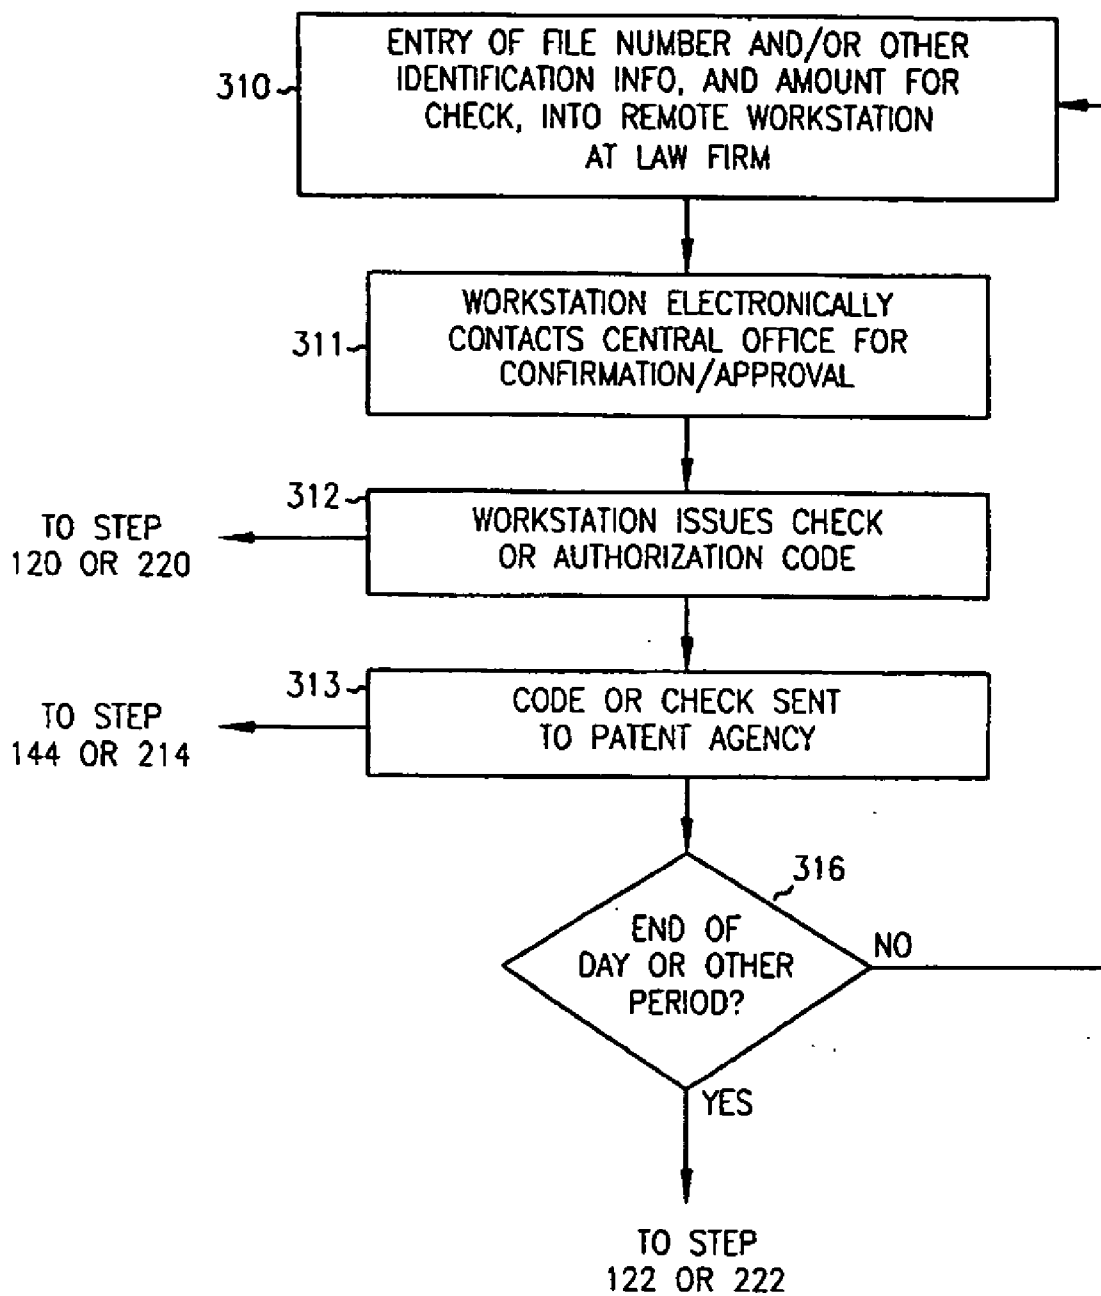 310
ENTRY OF FILE NUMBER AND/OR OTHER
IDENTIFICATION INFO, AND AMOUNT FOR
CHECK, INTO REMOTE WORKSTATION
AT LAW FIRM
311
WORKSTATION ELECTRONICALLY
CONTACTS CENTRAL OFFICE FOR
CONFIRMATION/APPROVAL
312
WORKSTATION ISSUES CHECK
OR AUTHORIZATION CODE
TO STEP
120 OR 220
313
CODE OR CHECK SENT
TO PATENT AGENCY
TO STEP
144 OR 214
316
END OF
DAY OR OTHER
PERIOD?
NO
YES
TO STEP
122 OR 222